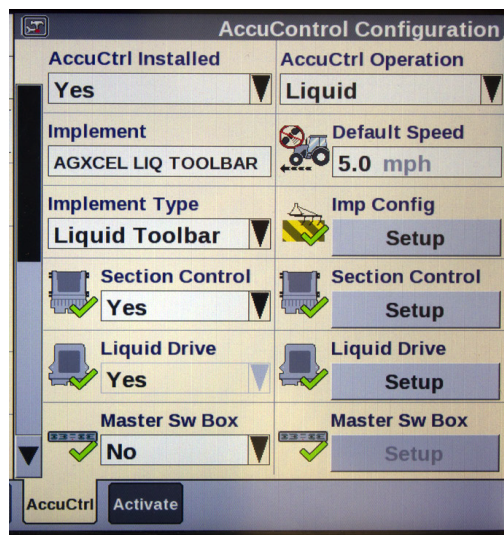 AccuControl Configuration
AccuCtrl Installed
AccuCtrl Operation
Yes
Liquid
Implement
Default Speed
AGXCEL LIQ TOOLBAR
5.0 mph
Implement Type
Imp Config
Liquid Toolbar
Setup
Section Control
Section Control
Yes
Setup
Liquid Drive
Liquid Drive
Yes
Setup
Master Sw Box
Master Sw Box
No
Setup
AccuCtrl
Activate